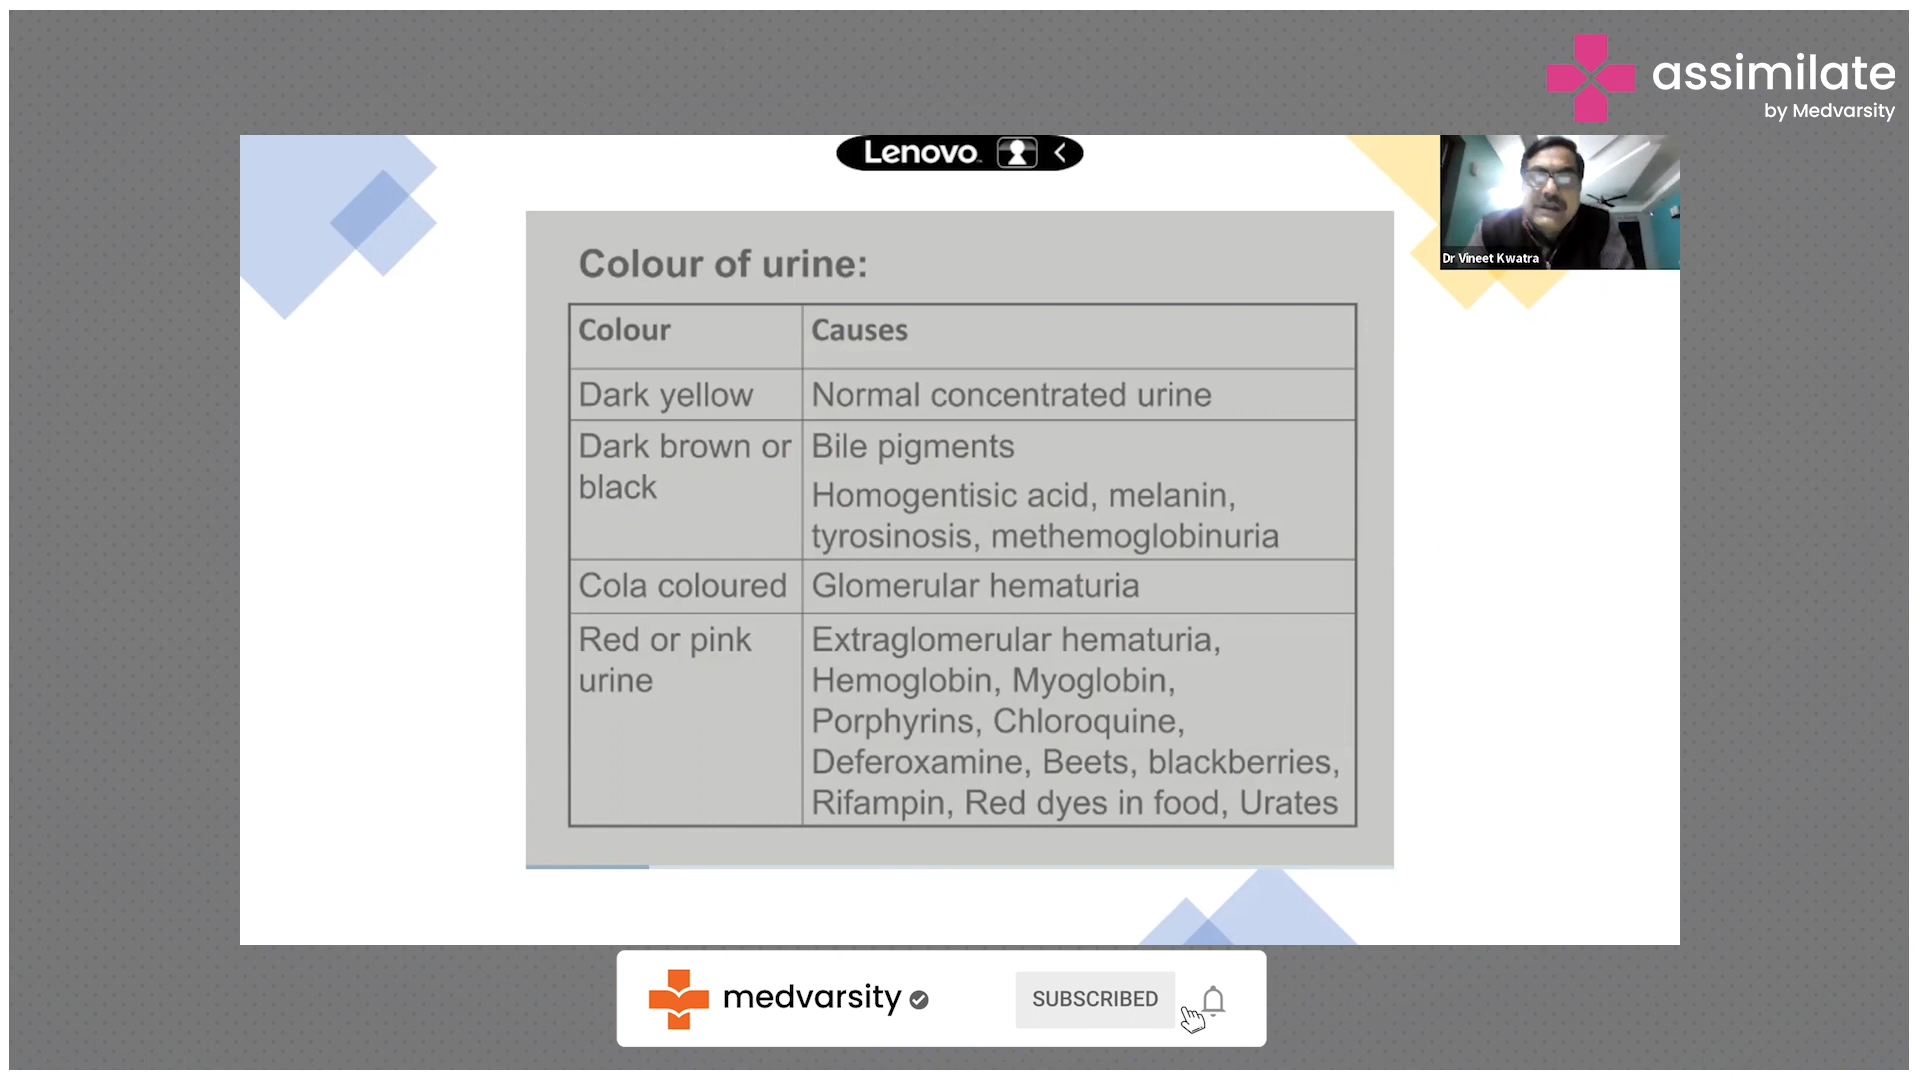 assimilate
by Medvarsity
Lenovo
Dr Vineet Kwatra
Colour of urine:
Colour
Causes
Dark yellow
Normal concentrated urine
Dark brown or
black
Bile pigments
Homogentisic acid, melanin,
tyrosinosis, methemoglobinuria
Cola coloured
Glomerular hematuria
Red or pink
urine
Extraglomerular hematuria,
Hemoglobin, Myoglobin,
Porphyrins, Chloroquine,
Deferoxamine, Beets, blackberries,
Rifampin, Red dyes in food, Urates
medvarsity
SUBSCRIBED